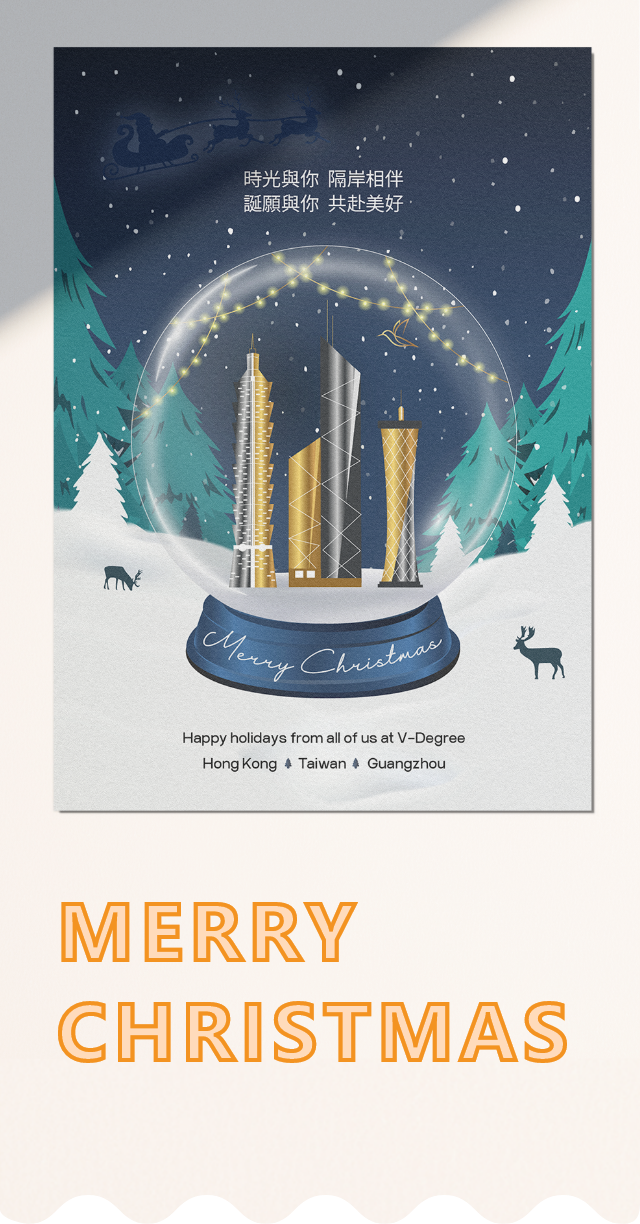 時光與你 隔岸相伴
誕願與你 共赴美好
Merry Christmas
Happy holidays from all of us at V-Degree
Hong Kong Taiwan Guangzhou
MERRY
CHRISTMAS